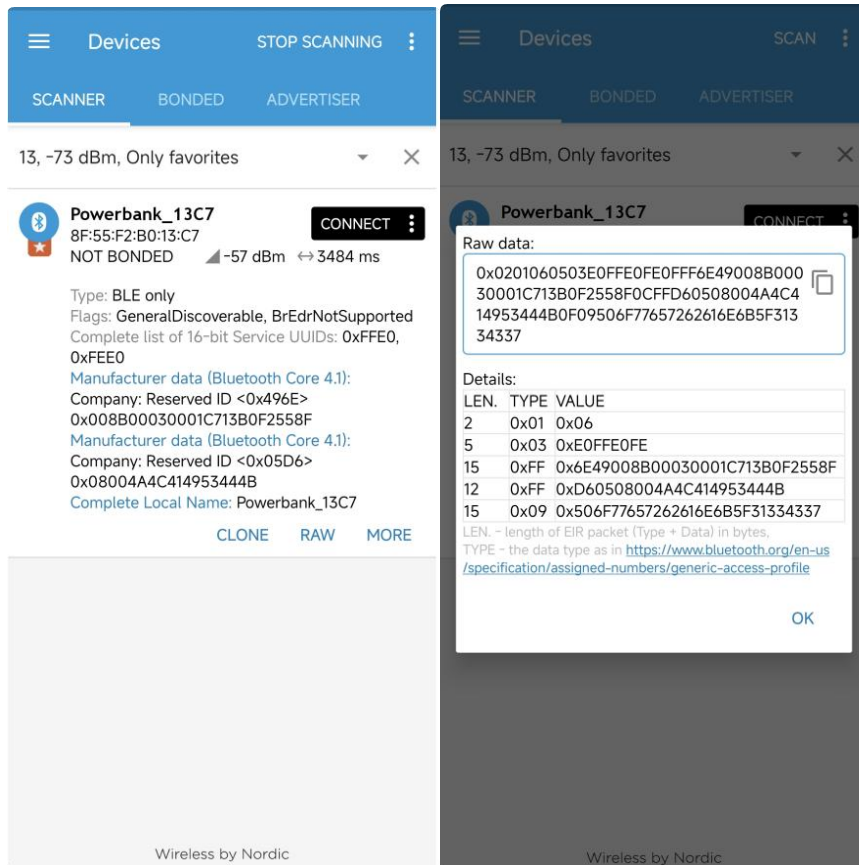 Devices
STOP SCANNING
SCANNER BONDED ADVERTISER
13, -73 dBm, Only favorites
Powerbank_13C7
CONNECT
8F:55:F2:B0:13:C7
NOT BONDED -57 dBm ↔ 3484 ms
Type: BLE only
Flags: GeneralDiscoverable, BrEdrNotSupported
Complete list of 16-bit Service UUIDs: 0xFFE0,
0xFEE0
Manufacturer data (Bluetooth Core 4.1):
Company: Reserved ID <0x496E>
0x008B00030001C713B0F2558F
Manufacturer data (Bluetooth Core 4.1):
Company: Reserved ID <0x05D6>
0x08004A4C414953444B
Complete Local Name: Powerbank_13C7
CLONE RAW MORE
Wireless by Nordic
Devices
SCAN
SCANNER BONDED ADVERTISER
13, -73 dBm, Only favorites
Powerbank_13C7
CONNECT
Raw data:
0x0201060503E0FFE0FE0FFF6E49008B000
30001C713B0F2558F0CFFD60508004A4C4
14953444B0F09506F77657262616E6B5F313
34337
Details:
LEN. TYPE VALUE
2 0x01 0x06
5 0x03 0xE0FFE0FE
15 0xFF 0x6E49008B00030001C713B0F2558F
12 0xFF 0xD60508004A4C414953444B
15 0x09 0x506F77657262616E6B5F31334337
LEN. - length of EIR packet (Type + Data) in bytes,
TYPE - the data type as in https://www.bluetooth.org/en-us
/specification/assigned-numbers/generic-access-profile
OK
Wireless by Nordic